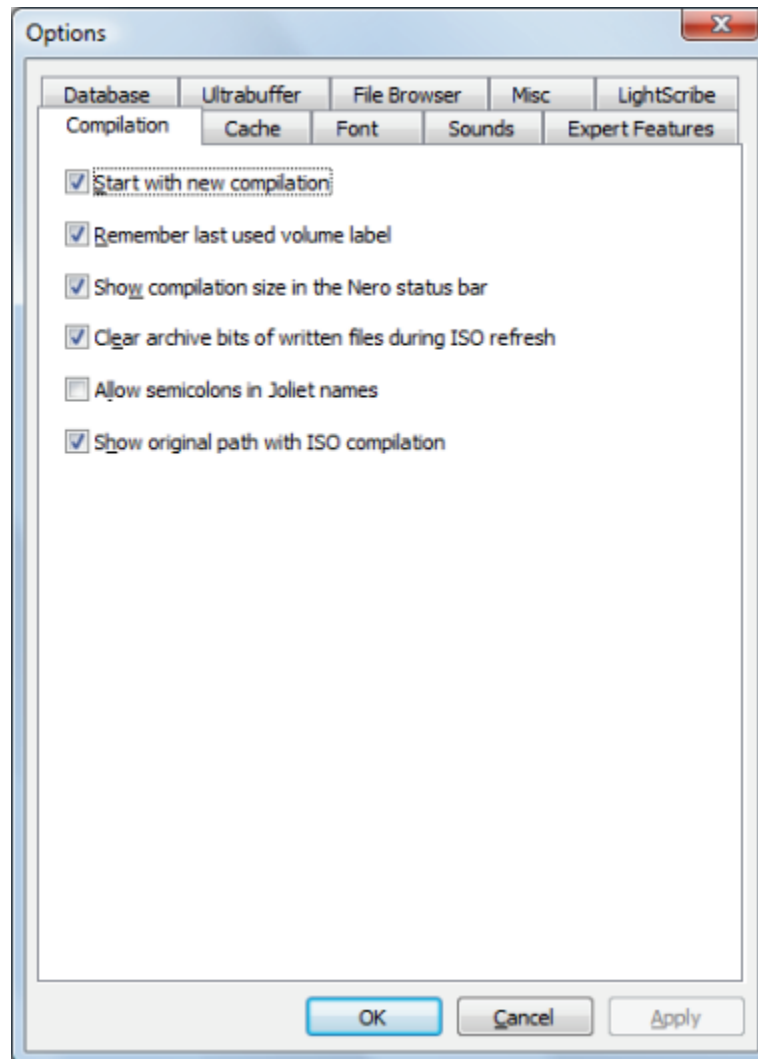 Options
Database Ultrabuffer File Browser Misc LightScribe
Compilation Cache Font Sounds Expert Features
Start with new compilation
Remember last used volume label
Show compilation size in the Nero status bar
Clear archive bits of written files during ISO refresh
Allow semicolons in Joliet names
Show original path with ISO compilation
OK Cancel Apply